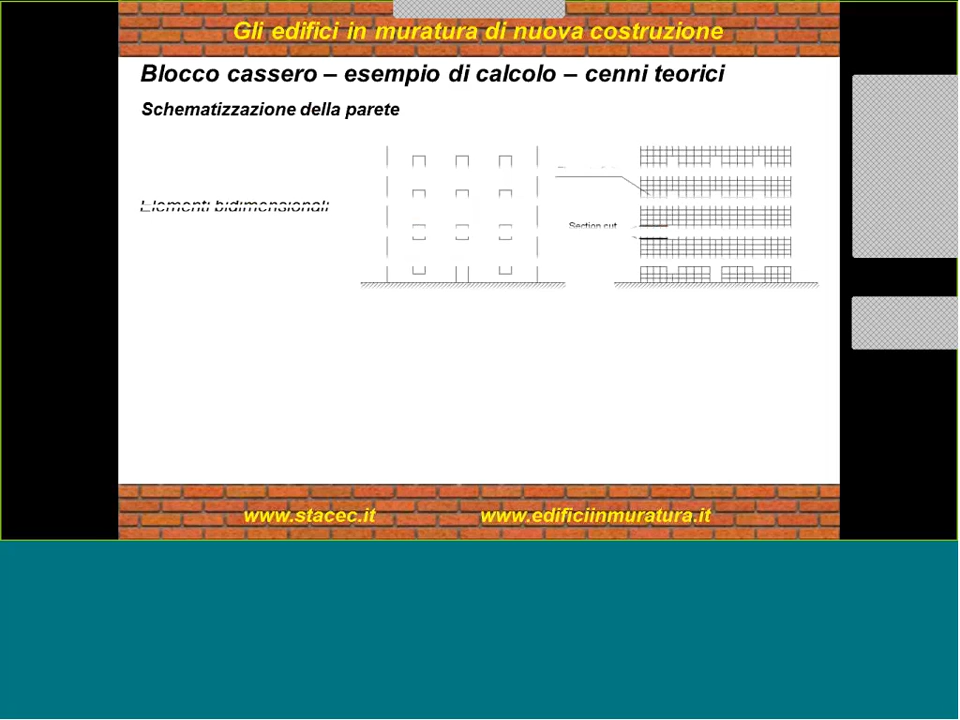 Gli edifici in muratura di nuova costruzione
Blocco cassero – esempio di calcolo – cenni teorici
Schematizzazione della parete
Elementi bidimensionali
Section cut
www.stacec.it www.edificiinmuratura.it